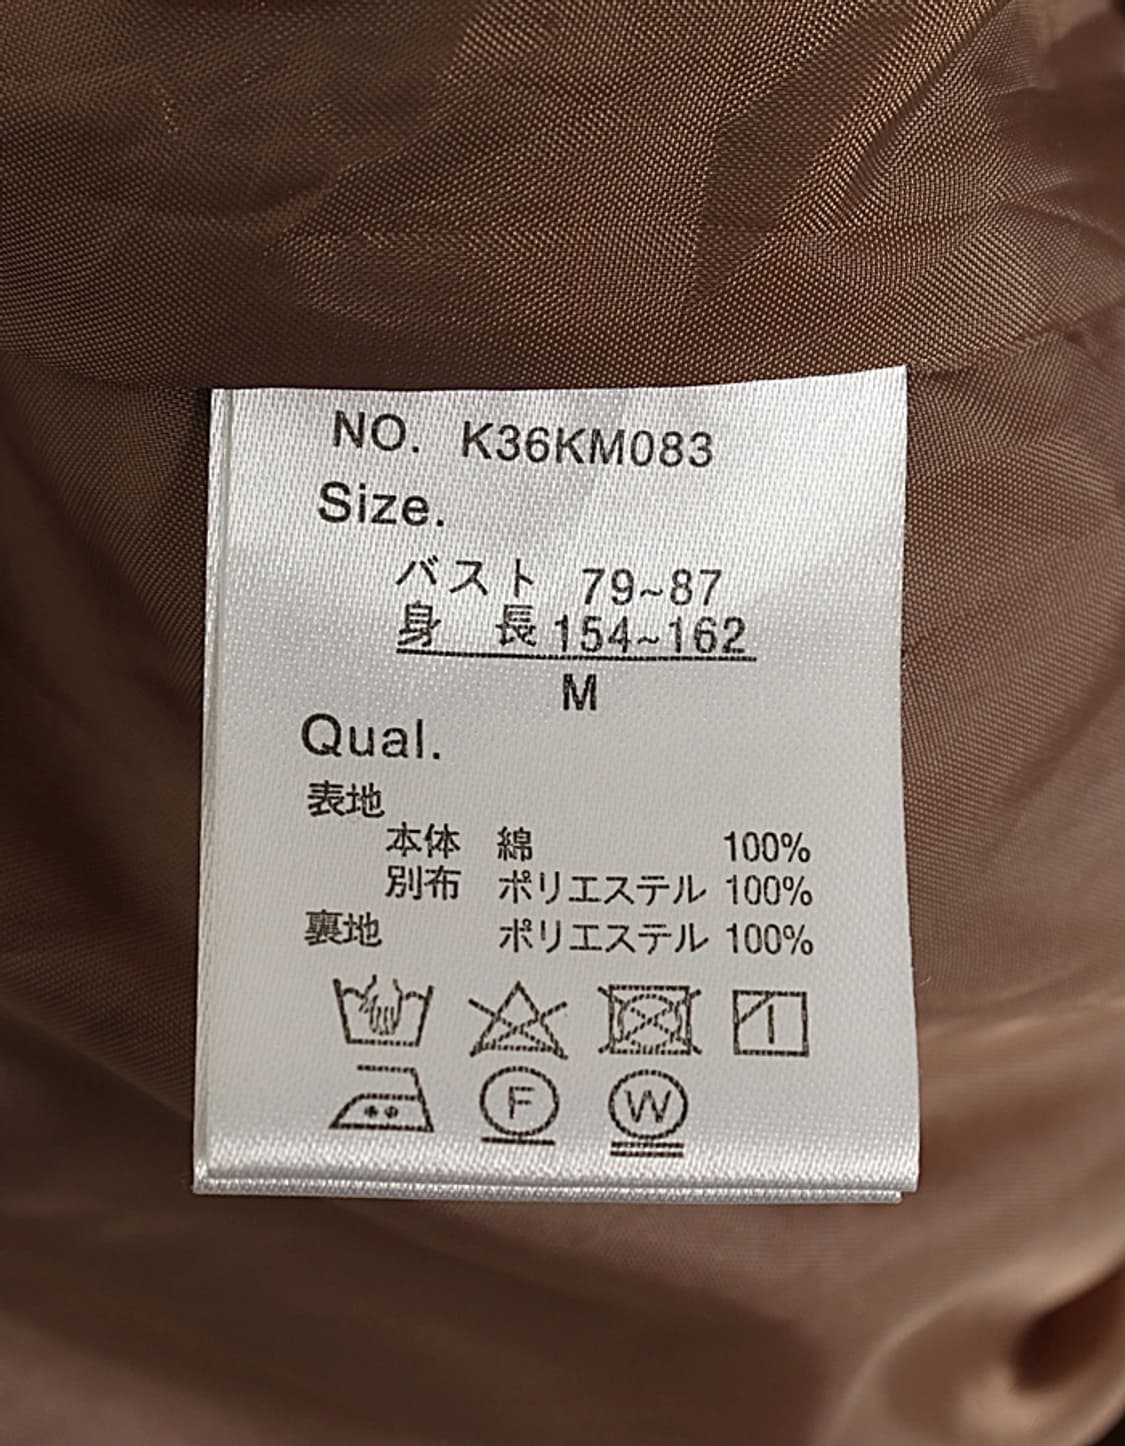 NO. K36KM083
Size.
バスト 79~87
身 長 154~162
M
Qual.
表地
本体 綿 100%
別布 ポリエステル 100%
裏地 ポリエステル 100%
F W